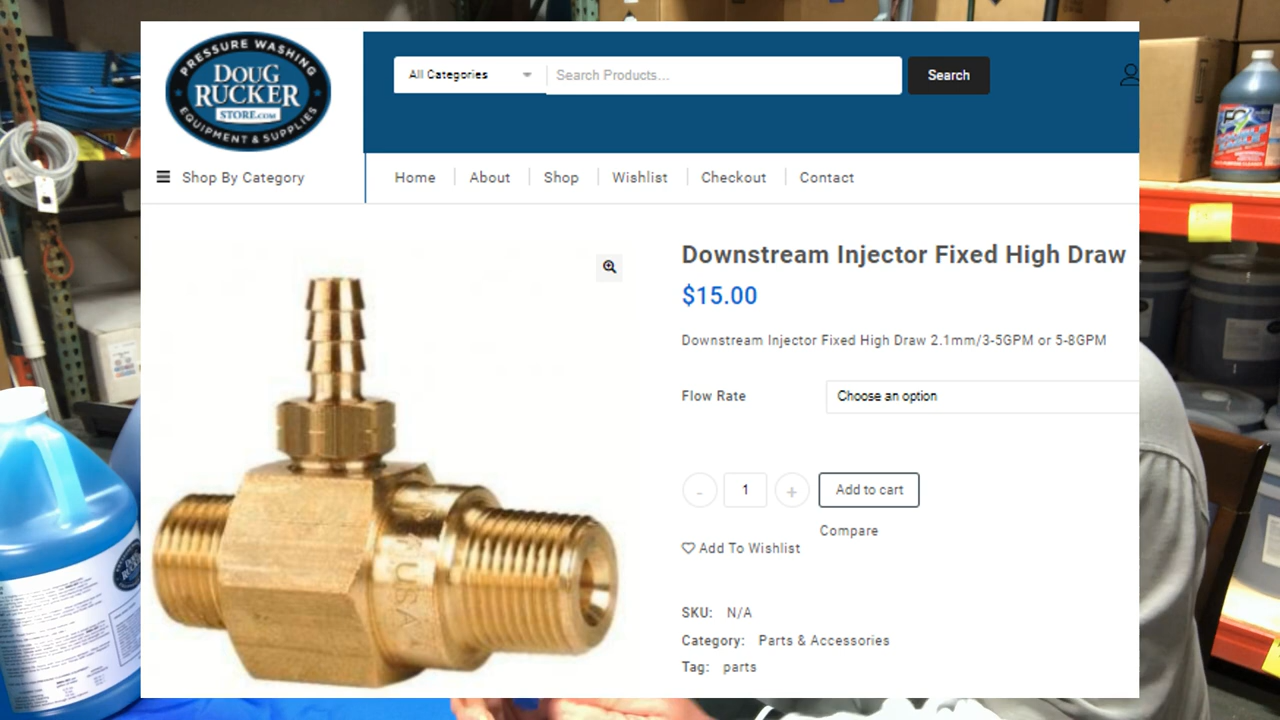 PRESSURE WASHING
DOUG
RUCKER
STORE.COM
EQUIPMENT & SUPPLIES
All Categories
Search Products...
Search
Shop By Category
Home
About
Shop
Wishlist
Checkout
Contact
Downstream Injector Fixed High Draw
$15.00
Downstream Injector Fixed High Draw 2.1mm/3-5GPM or 5-8GPM
Flow Rate
Choose an option
- 1 +
Add to cart
Compare
Add To Wishlist
SKU: N/A
Category: Parts & Accessories
Tag: parts
USA
DOUG
RUCKER